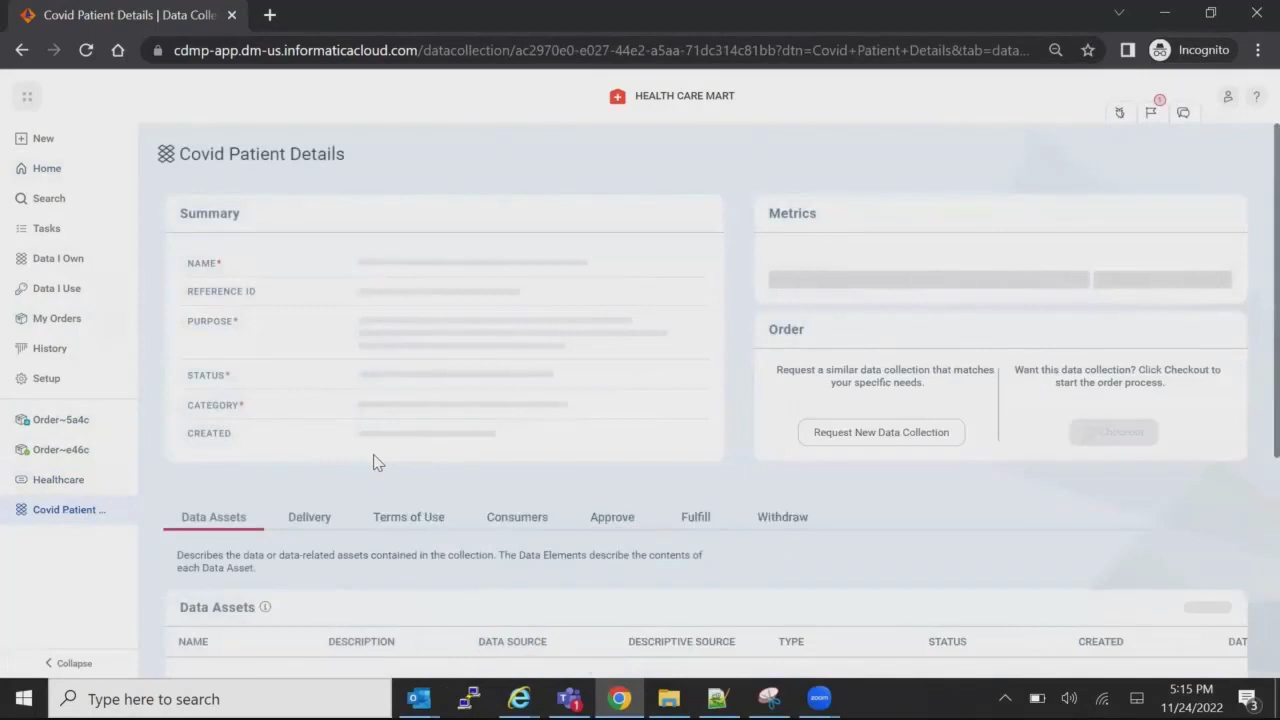 Covid Patient Details | Data Colle
cdmp-app.dm-us.informaticacloud.com/datacollection/ac2970e0-e027-44e2-a5aa-71dc314c81bb?dtn=Covid+Patient+Details&tab=data...
Incognito
HEALTH CARE MART
1
?
New
Home
Search
Tasks
Data I Own
Data I Use
My Orders
History
Setup
Order~5a4c
Order~e46c
Healthcare
Covid Patient ...
Collapse
Covid Patient Details
Summary
NAME*
REFERENCE ID
PURPOSE*
STATUS*
CATEGORY*
CREATED
Metrics
Order
Request a similar data collection that matches
your specific needs.
Request New Data Collection
Want this data collection? Click Checkout to
start the order process.
Checkout
Data Assets
Delivery
Terms of Use
Consumers
Approve
Fulfill
Withdraw
Describes the data or data-related assets contained in the collection. The Data Elements describe the contents of
each Data Asset.
Data Assets
NAME DESCRIPTION DATA SOURCE DESCRIPTIVE SOURCE TYPE STATUS CREATED DAT
Type here to search
1
zoom
5:15 PM
11/24/2022
3